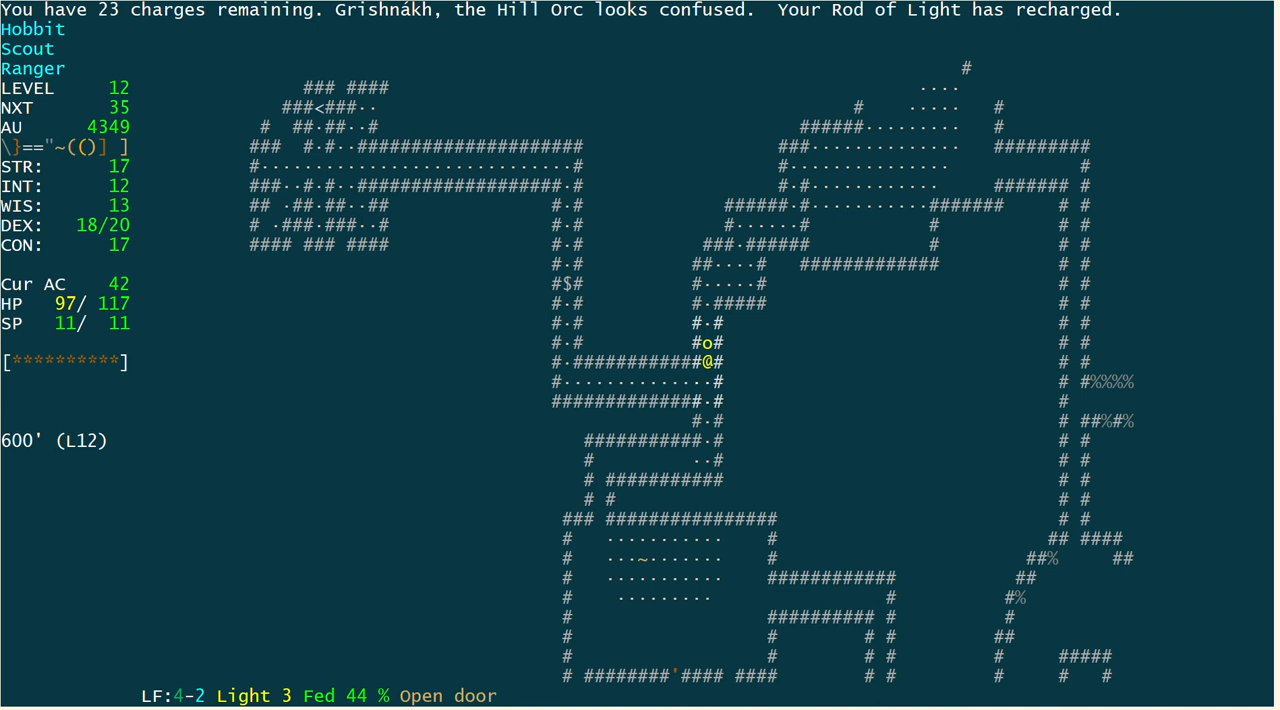 You have 23 charges remaining. Grishnákh, the Hill Orc looks confused.  Your Rod of Light has recharged.
Hobbit
Scout
Ranger
LEVEL 12
NXT 35
AU 4349
\}=="~(()] ]
STR: 17
INT: 12
WIS: 13
DEX: 18/20
CON: 17
Cur AC 42
HP 97/ 117
SP 11/ 11
[**********]
600' (L12)
LF:4-2 Light 3 Fed 44 % Open door